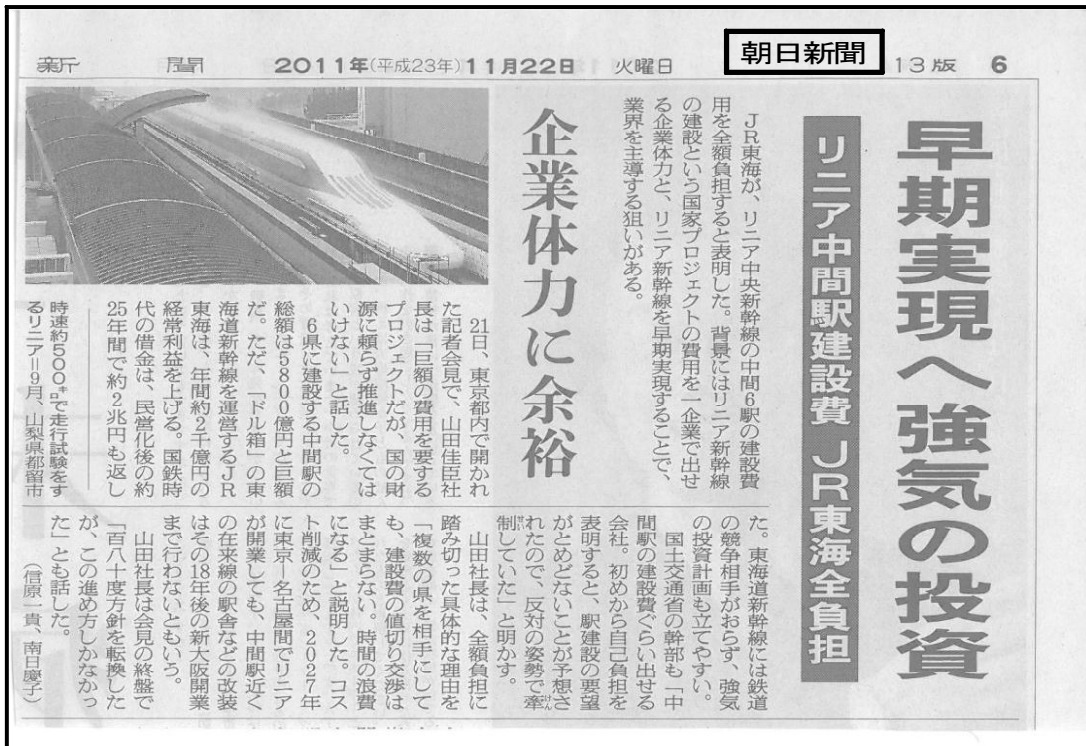 新聞 2011年(平成23年)11月22日 火曜日 朝日新聞 13版 6
早期実現へ強気の投資
リニア中間駅建設費 JR東海全負担
JR東海が、リニア中央新幹線の中間6駅の建設費
用を全額負担すると表明した。背景にはリニア新幹線
の建設という国家プロジェクトの費用を一企業で出せ
る企業体力と、リニア新幹線を早期実現することで、
業界を主導する狙いがある。
企業体力に余裕
21日、東京都内で開かれ
た記者会見で、山田佳臣社
長は「巨額の費用を要する
プロジェクトだが、国の財
源に頼らず推進しなくては
いけない」と話した。
6県に建設する中間駅の
総額は5800億円と巨額
だ。ただ、「ドル箱」の東
海道新幹線を運営するJR
東海は、年間約2千億円の
経常利益を上げる。国鉄時
代の借金は、民営化後の約
25年間で約2兆円も返し
時速約500㌔で走行試験をす
るリニア=9月、山梨県都留市
た。東海道新幹線には鉄道
の競争相手がおらず、強気
の投資計画も立てやすい。
国土交通省の幹部も「中
間駅の建設費ぐらい出せる
会社。初めから自己負担を
表明すると、駅建設の要望
がとめどないことが予想さ
れたので、反対の姿勢で牽けん
制せいしていた」と明かす。
山田社長は、全額負担に
踏み切った具体的な理由を
「複数の県を相手にして
も、建設費の値切り交渉は
まとまらない。時間の浪費
になる」と説明した。コス
ト削減のため、2027年
に東京―名古屋間でリニア
が開業しても、中間駅近く
の在来線の駅舎などの改装
はその18年後の新大阪開業
まで行わないともいう。
山田社長は会見の終盤で
「百八十度方針を転換した
が、この進め方しかなかっ
た」とも話した。
(信原一貴、南日慶子)